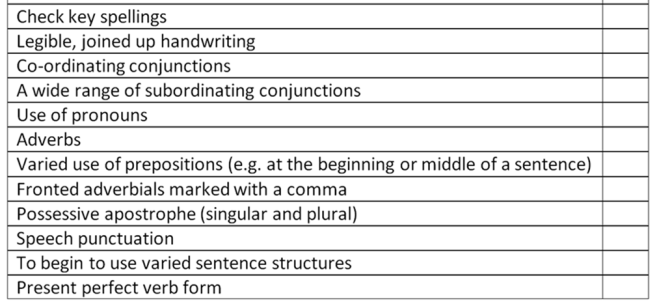 Check key spellings
Legible, joined up handwriting
Co-ordinating conjunctions
A wide range of subordinating conjunctions
Use of pronouns
Adverbs
Varied use of prepositions (e.g. at the beginning or middle of a sentence)
Fronted adverbials marked with a comma
Possessive apostrophe (singular and plural)
Speech punctuation
To begin to use varied sentence structures
Present perfect verb form